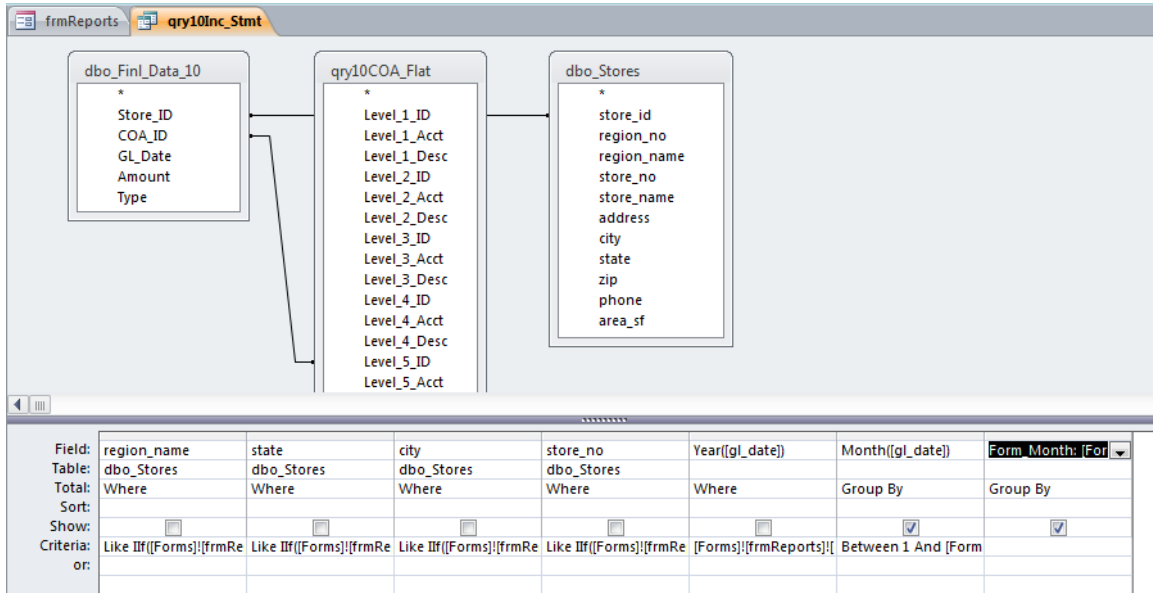 frmReports qry10Inc_Stmt
dbo_Finl_Data_10
*
Store_ID
COA_ID
GL_Date
Amount
Type
qry10COA_Flat
*
Level_1_ID
Level_1_Acct
Level_1_Desc
Level_2_ID
Level_2_Acct
Level_2_Desc
Level_3_ID
Level_3_Acct
Level_3_Desc
Level_4_ID
Level_4_Acct
Level_4_Desc
Level_5_ID
Level_5_Acct
dbo_Stores
*
store_id
region_no
region_name
store_no
store_name
address
city
state
zip
phone
area_sf
Field: region_name state city store_no Year([gl_date]) Month([gl_date]) Form_Month: [For
Table: dbo_Stores dbo_Stores dbo_Stores dbo_Stores
Total: Where Where Where Where Where Group By Group By
Sort:
Show:
Criteria: Like IIf([Forms]![frmRe Like IIf([Forms]![frmRe Like IIf([Forms]![frmRe Like IIf([Forms]![frmRe [Forms]![frmReports]![ Between 1 And [Form
or: